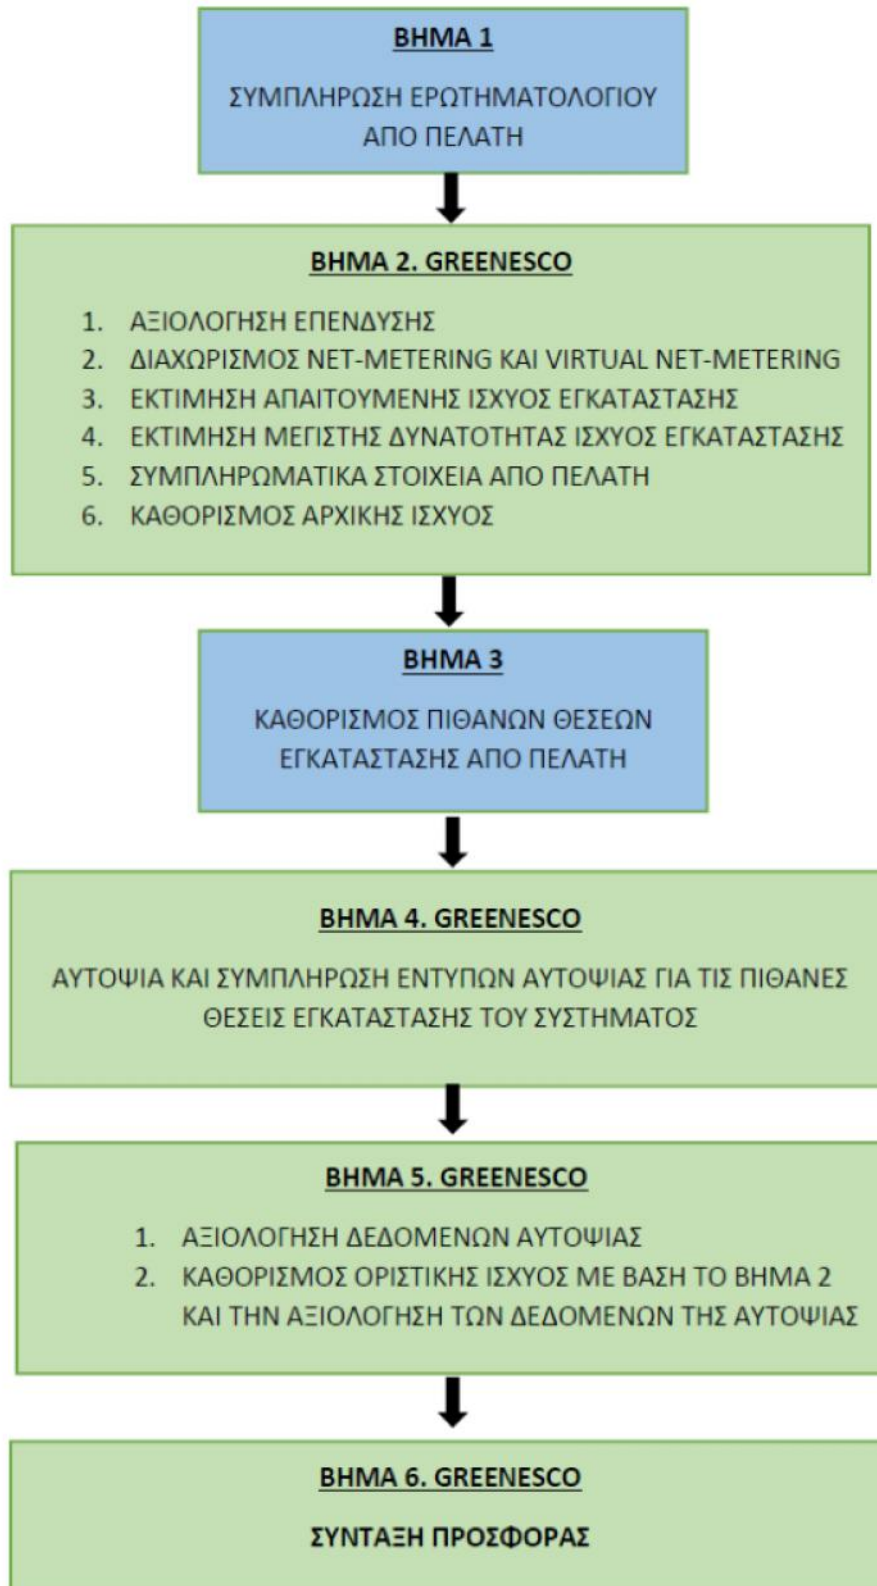 ΒΗΜΑ 1
ΣΥΜΠΛΗΡΩΣΗ ΕΡΩΤΗΜΑΤΟΛΟΓΙΟΥ
ΑΠΟ ΠΕΛΑΤΗ
ΒΗΜΑ 2. GREENESCO
1. ΑΞΙΟΛΟΓΗΣΗ ΕΠΕΝΔΥΣΗΣ
2. ΔΙΑΧΩΡΙΣΜΟΣ NET-METERING ΚΑΙ VIRTUAL NET-METERING
3. ΕΚΤΙΜΗΣΗ ΑΠΑΙΤΟΥΜΕΝΗΣ ΙΣΧΥΟΣ ΕΓΚΑΤΑΣΤΑΣΗΣ
4. ΕΚΤΙΜΗΣΗ ΜΕΓΙΣΤΗΣ ΔΥΝΑΤΟΤΗΤΑΣ ΙΣΧΥΟΣ ΕΓΚΑΤΑΣΤΑΣΗΣ
5. ΣΥΜΠΛΗΡΩΜΑΤΙΚΑ ΣΤΟΙΧΕΙΑ ΑΠΟ ΠΕΛΑΤΗ
6. ΚΑΘΟΡΙΣΜΟΣ ΑΡΧΙΚΗΣ ΙΣΧΥΟΣ
ΒΗΜΑ 3
ΚΑΘΟΡΙΣΜΟΣ ΠΙΘΑΝΩΝ ΘΕΣΕΩΝ
ΕΓΚΑΤΑΣΤΑΣΗΣ ΑΠΟ ΠΕΛΑΤΗ
ΒΗΜΑ 4. GREENESCO
ΑΥΤΟΨΙΑ ΚΑΙ ΣΥΜΠΛΗΡΩΣΗ ΕΝΤΥΠΩΝ ΑΥΤΟΨΙΑΣ ΓΙΑ ΤΙΣ ΠΙΘΑΝΕΣ
ΘΕΣΕΙΣ ΕΓΚΑΤΑΣΤΑΣΗΣ ΤΟΥ ΣΥΣΤΗΜΑΤΟΣ
ΒΗΜΑ 5. GREENESCO
1. ΑΞΙΟΛΟΓΗΣΗ ΔΕΔΟΜΕΝΩΝ ΑΥΤΟΨΙΑΣ
2. ΚΑΘΟΡΙΣΜΟΣ ΟΡΙΣΤΙΚΗΣ ΙΣΧΥΟΣ ΜΕ ΒΑΣΗ ΤΟ ΒΗΜΑ 2
ΚΑΙ ΤΗΝ ΑΞΙΟΛΟΓΗΣΗ ΤΩΝ ΔΕΔΟΜΕΝΩΝ ΤΗΣ ΑΥΤΟΨΙΑΣ
ΒΗΜΑ 6. GREENESCO
ΣΥΝΤΑΞΗ ΠΡΟΣΦΟΡΑΣ